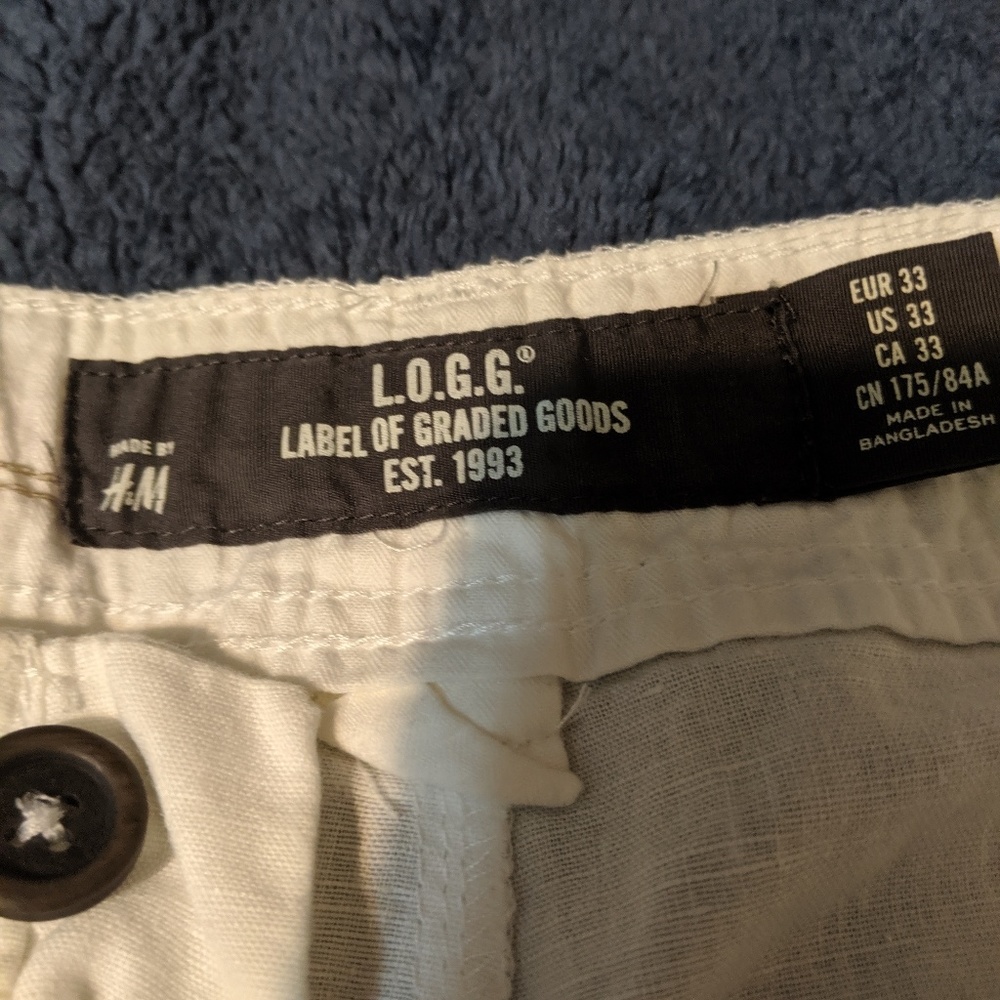 L.O.G.G.®
LABEL OF GRADED GOODS
EST. 1993
MADE BY
H&M
EUR 33
US 33
CA 33
CN 175/84A
MADE IN
BANGLADESH